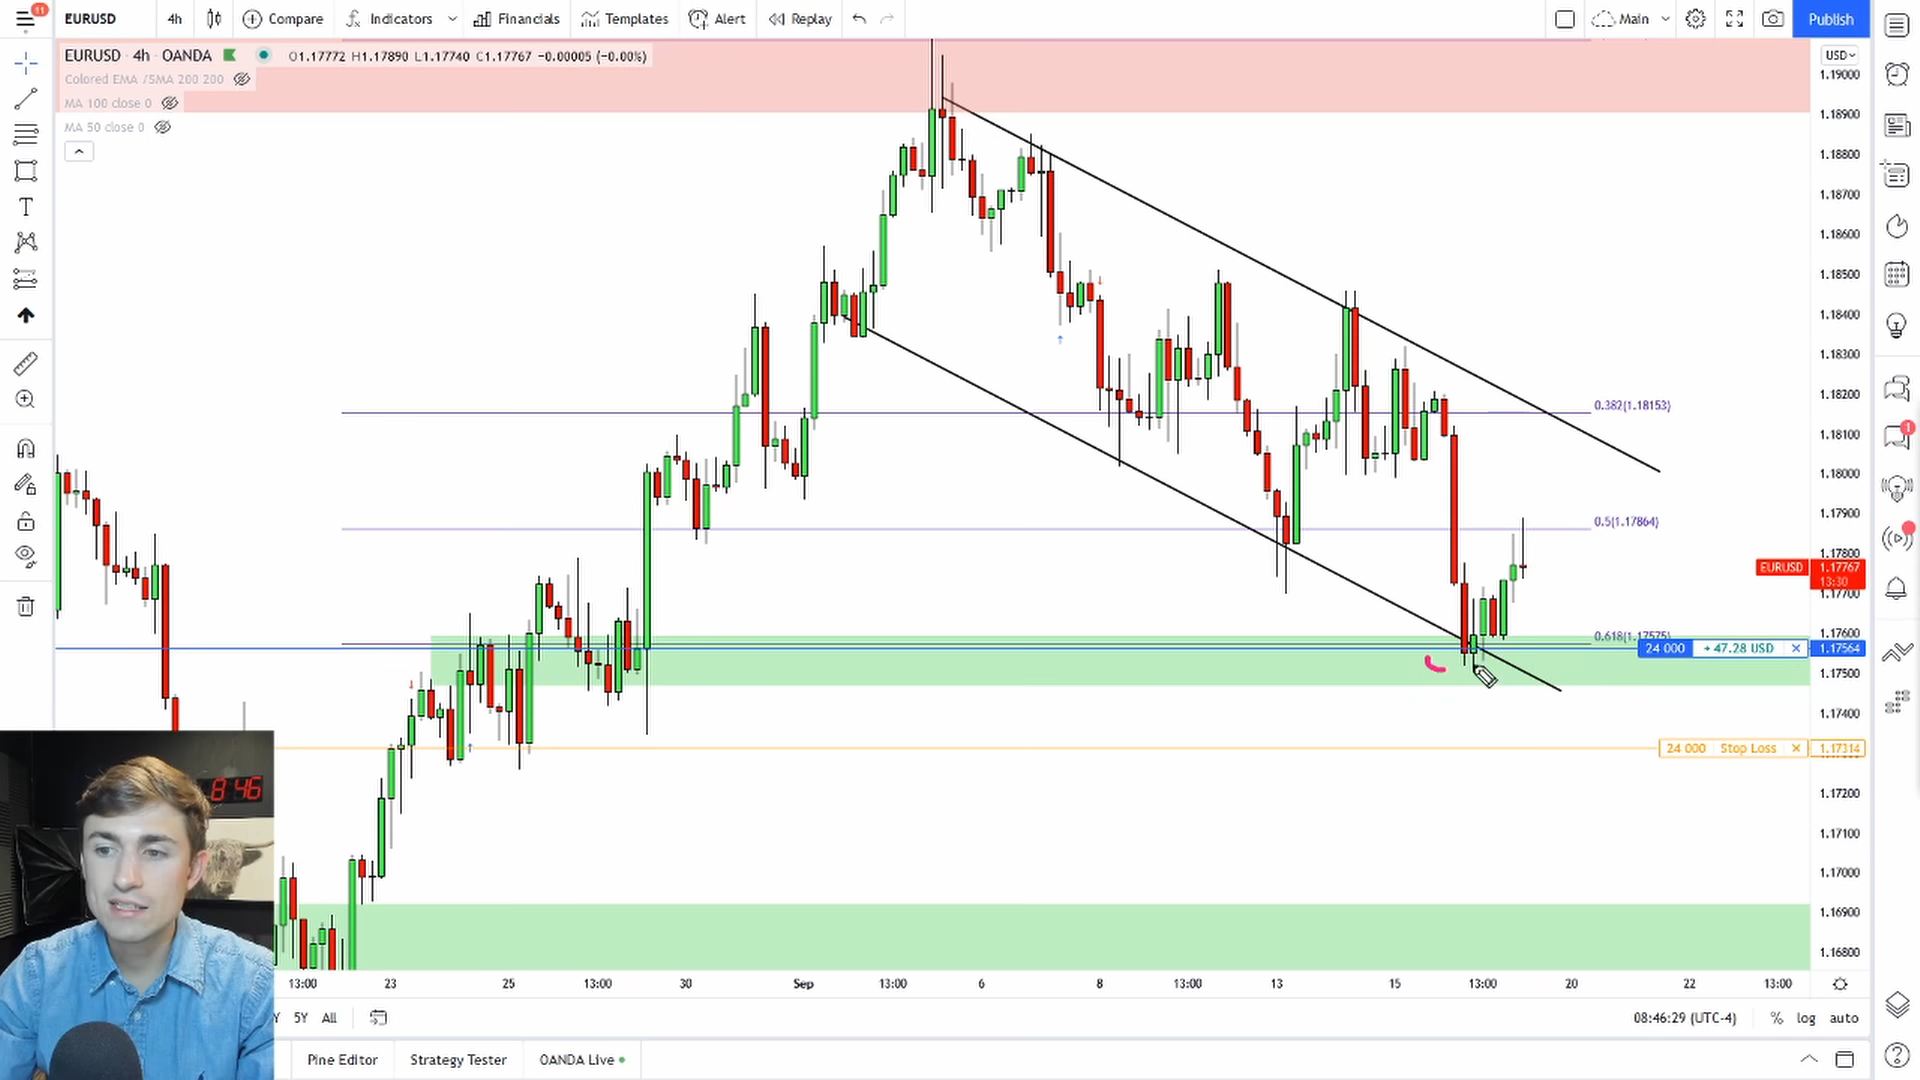 11
EURUSD 4h Compare Indicators Financials Templates Alert Replay Main Publish
EURUSD · 4h · OANDA O1.17772 H1.17890 L1.17740 C1.17767 −0.00005 (−0.00%)
Colored EMA /SMA 200 200
MA 100 close 0
MA 50 close 0
USD
1.19000
1.18900
1.18800
1.18700
1.18600
1.18500
1.18400
1.18300
1.18200
0.382(1.18153)
1.18100
1
1.18000
1.17900
0.5(1.17864)
1.17800
EURUSD 1.17767
13:30
1.17700
0.618(1.17575) 1.17600
24 000 + 47.28 USD 1.17564
1.17500
1.17400
24 000 Stop Loss 1.17314
8:46
1.17200
1.17100
1.17000
1.16900
1.16800
13:00 23 25 13:00 30 Sep 13:00 6 8 13:00 13 15 13:00 20 22 13:00
Y 5Y All 08:46:29 (UTC-4) % log auto
Pine Editor Strategy Tester OANDA Live